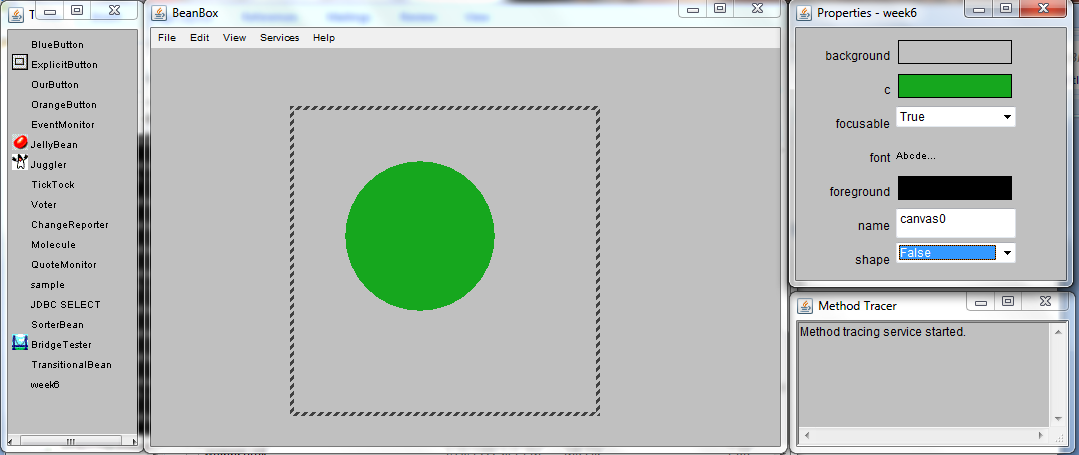 T
BlueButton
ExplicitButton
OurButton
OrangeButton
EventMonitor
JellyBean
Juggler
TickTock
Voter
ChangeReporter
Molecule
QuoteMonitor
sample
JDBC SELECT
SorterBean
BridgeTester
TransitionalBean
week6
BeanBox
File Edit View Services Help
Properties - week6
background
c
focusable True
font Abcde...
foreground
name canvas0
shape False
Method Tracer
Method tracing service started.